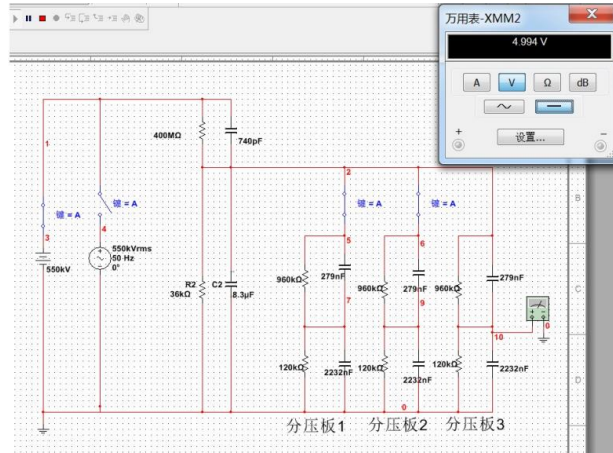 万用表-XMM2
4.994 V
A
V
Ω
dB
+
设置...
−
1
400MΩ
740pF
2
键 = A
键 = A
键 = A
键 = A
B
3
4
550kV
550kVrms
50 Hz
0°
5
6
960kΩ
279nF
960kΩ
279nF
960kΩ
279nF
R2
36kΩ
C2
8.3µF
7
9
C
10
0
120kΩ
2232nF
120kΩ
2232nF
120kΩ
2232nF
D
0
分压板1
分压板2
分压板3